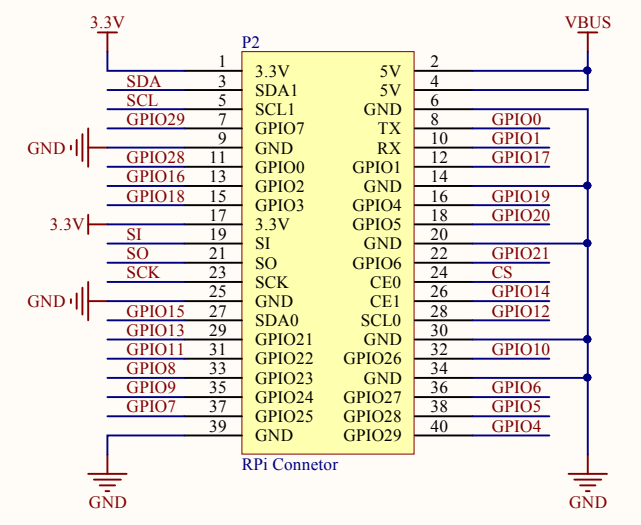 3.3V VBUS
P2
1 3.3V 5V 2
SDA 3 SDA1 5V 4
SCL 5 SCL1 GND 6
GPIO29 7 GPIO7 TX 8 GPIO0
GND 9 GND RX 10 GPIO1
GPIO28 11 GPIO0 GPIO1 12 GPIO17
GPIO16 13 GPIO2 GND 14
GPIO18 15 GPIO3 GPIO4 16 GPIO19
3.3V 17 3.3V GPIO5 18 GPIO20
SI 19 SI GND 20
SO 21 SO GPIO6 22 GPIO21
SCK 23 SCK CE0 24 CS
GND 25 GND CE1 26 GPIO14
GPIO15 27 SDA0 SCL0 28 GPIO12
GPIO13 29 GPIO21 GND 30
GPIO11 31 GPIO22 GPIO26 32 GPIO10
GPIO8 33 GPIO23 GND 34
GPIO9 35 GPIO24 GPIO27 36 GPIO6
GPIO7 37 GPIO25 GPIO28 38 GPIO5
39 GND GPIO29 40 GPIO4
RPi Connetor
GND GND